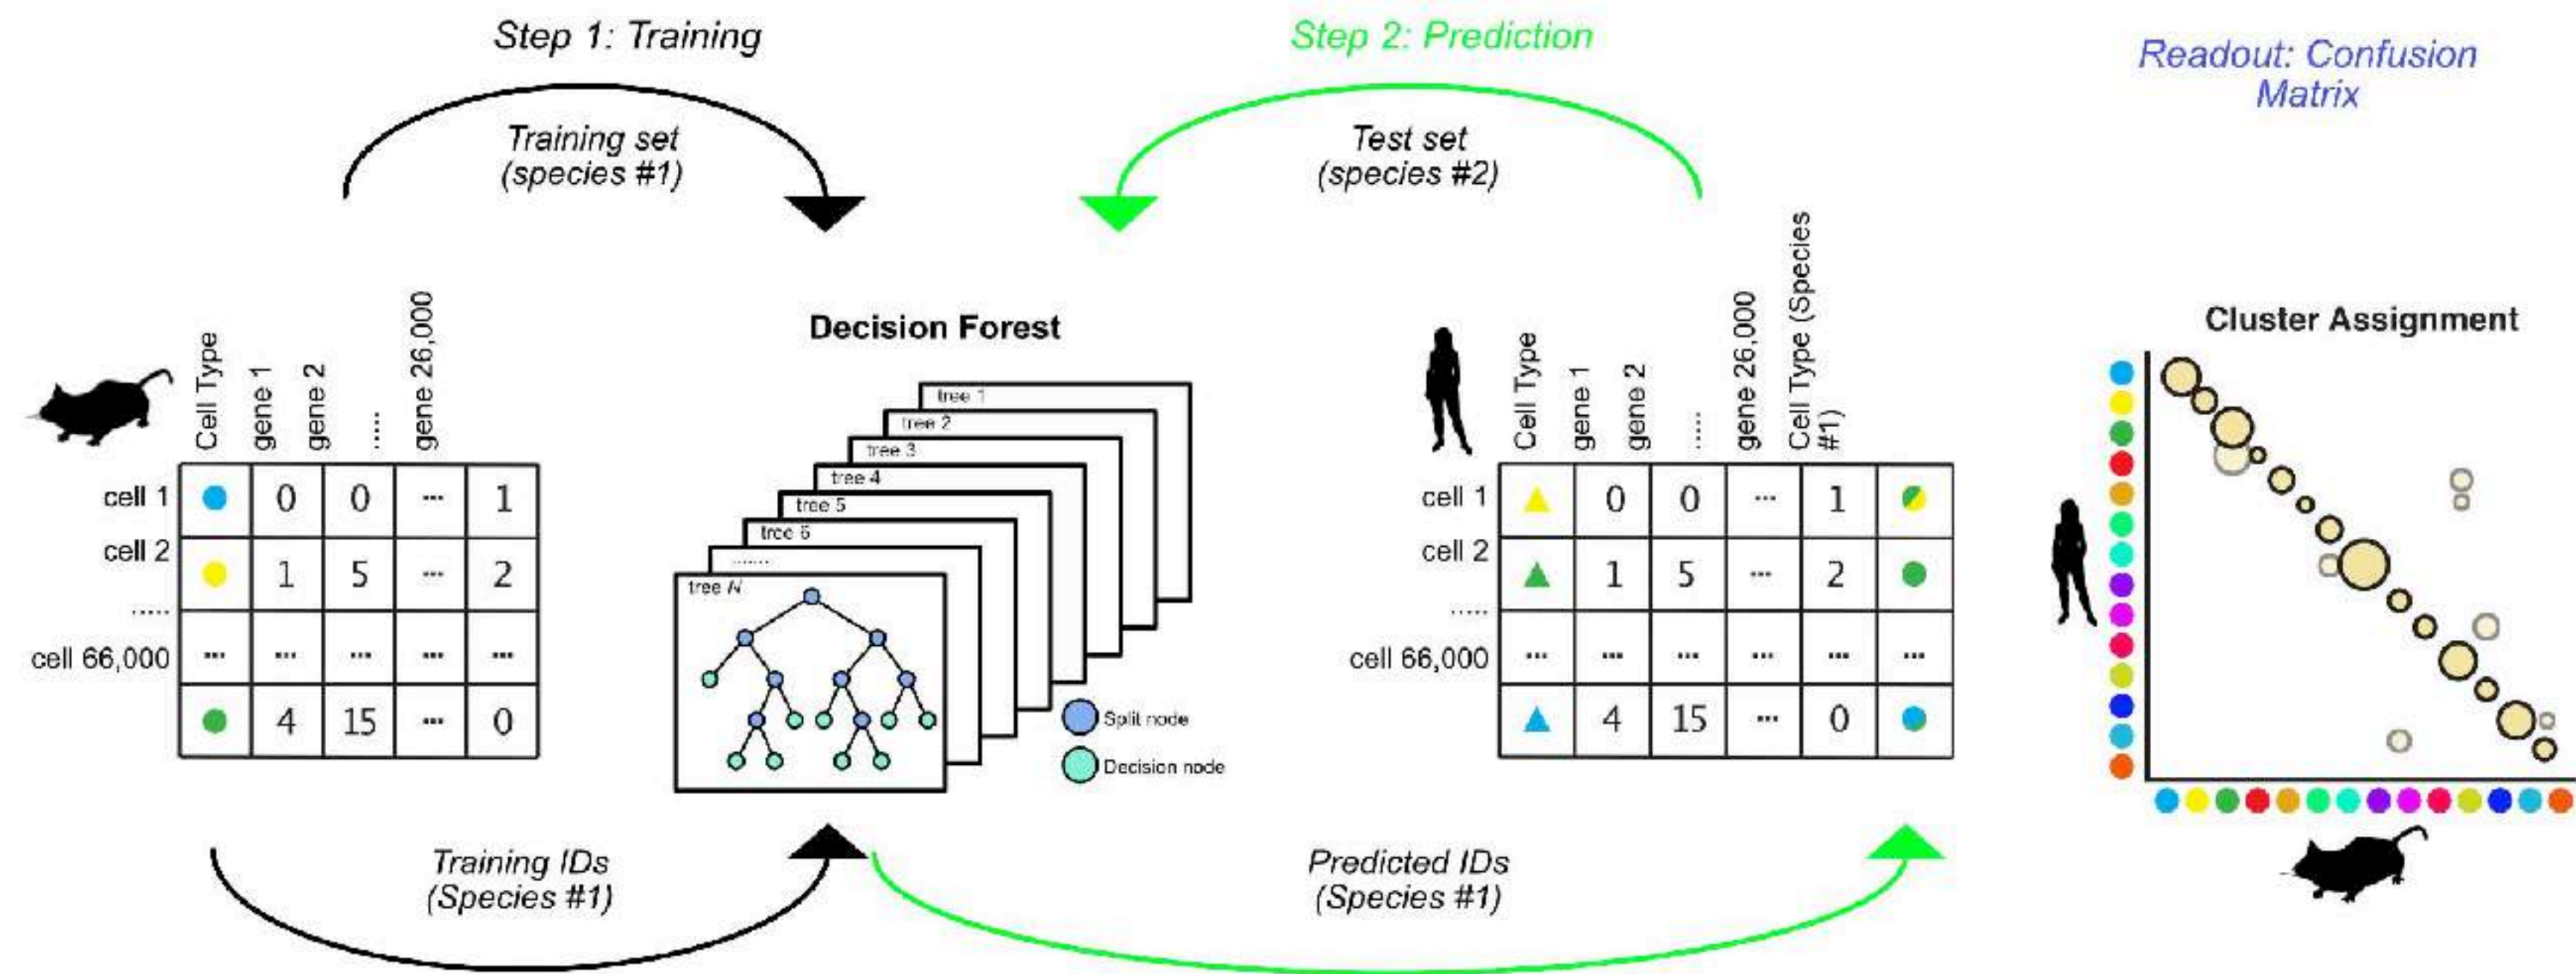 Step 1: Training
Step 2: Prediction
Readout: Confusion
Matrix
Training set
(species #1)
Test set
(species #2)
Cell Type
gene 1
gene 2
.....
gene 26,000
cell 1
0 0 ... 1
cell 2
1 5 ... 2
.....
cell 66,000
... ... ... ... ...
4 15 ... 0
Decision Forest
tree 1
tree 2
tree 3
tree 4
tree 5
tree 6
.......
tree N
Split node
Decision node
Cell Type
gene 1
gene 2
.....
gene 26,000
Cell Type (Species
#1)
cell 1
0 0 ... 1
cell 2
1 5 ... 2
.....
cell 66,000
... ... ... ... ... ...
4 15 ... 0
Cluster Assignment
Training IDs
(Species #1)
Predicted IDs
(Species #1)